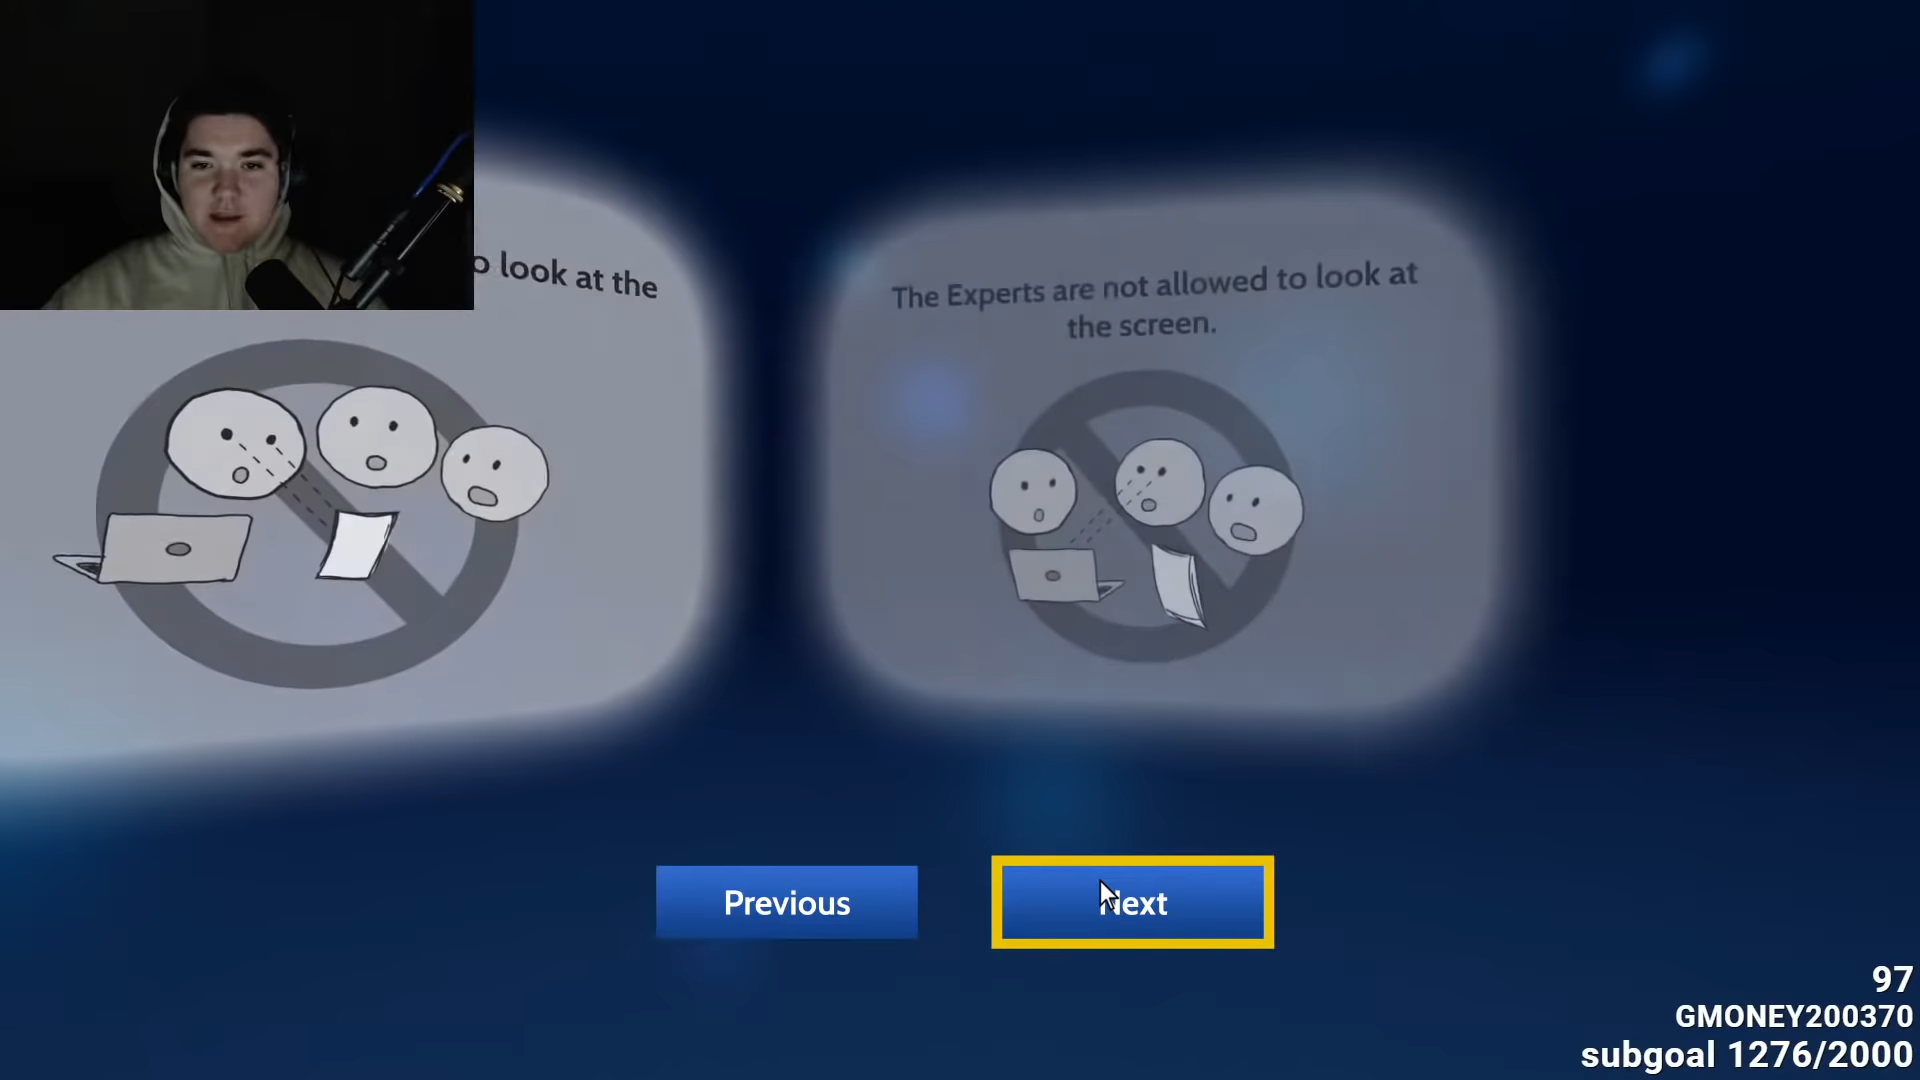 o look at the
The Experts are not allowed to look at
the screen.
Previous
Next
97
GMONEY200370
subgoal 1276/2000